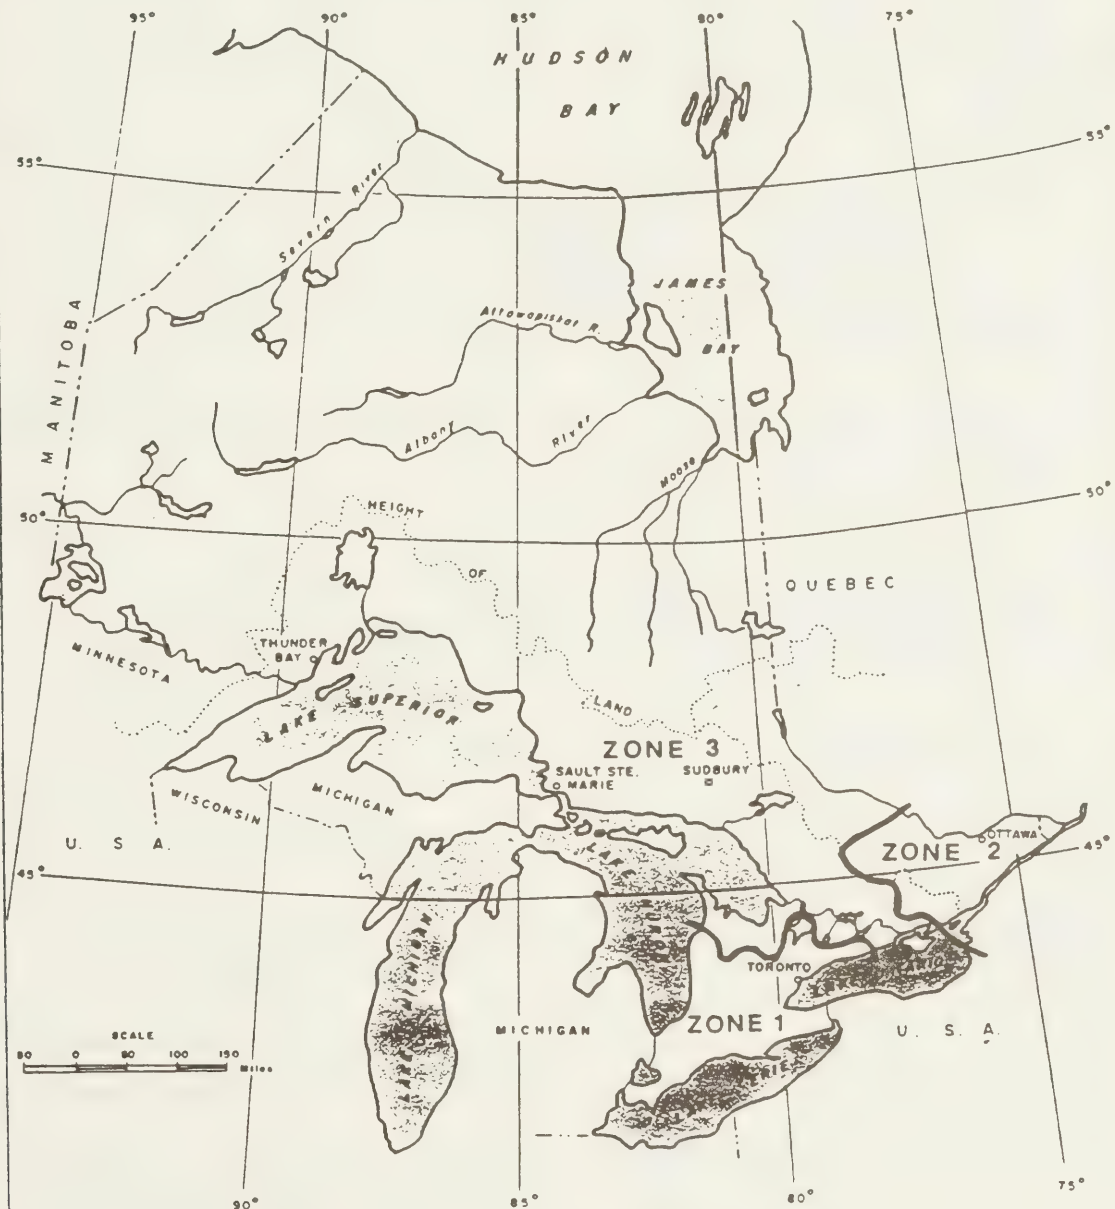 95°
90°
85°
80°
75°
HUDSON
BAY
55°
55°
Severn River
JAMES
BAY
Attawapiskat R.
MANITOBA
Albany River
Moose
50°
50°
HEIGHT
OF
LAND
QUEBEC
THUNDER
BAY
MINNESOTA
LAKE SUPERIOR
ZONE 3
SAULT STE.
MARIE
SUDBURY
WISCONSIN
MICHIGAN
U. S. A.
OTTAWA
ZONE 2
45°
45°
LAKE
LAKE MICHIGAN
TORONTO
MICHIGAN
ZONE 1
U. S. A.
ERIE
SCALE
50 0 50 100 150
Miles
90°
85°
80°
75°